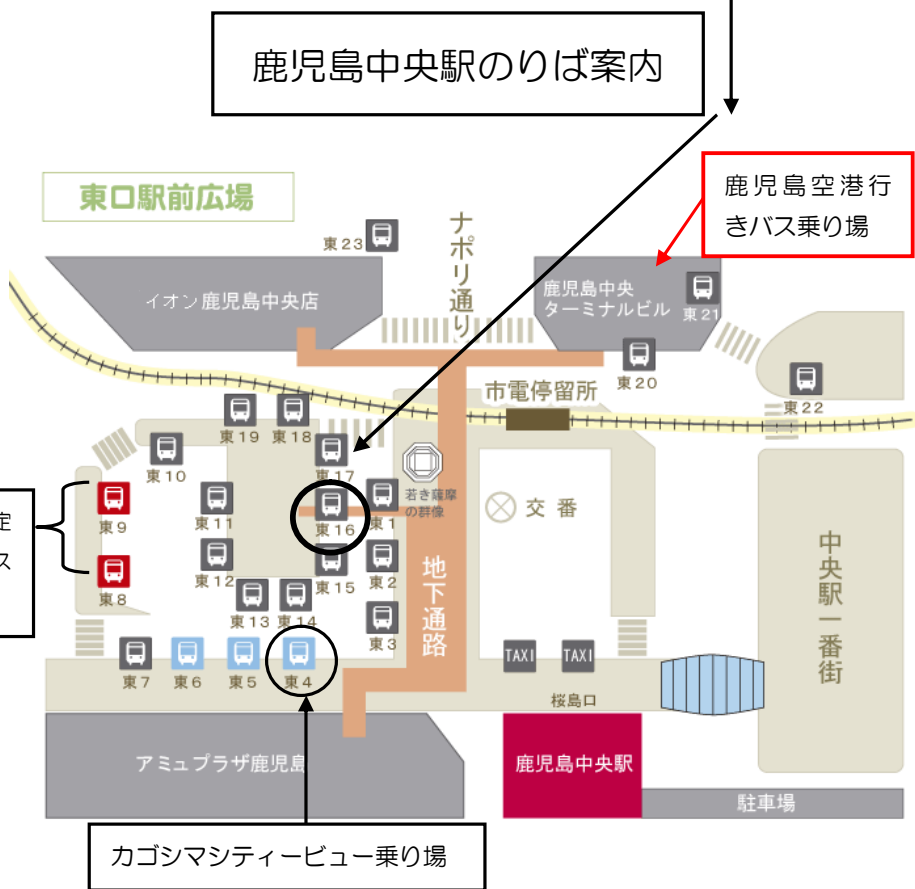 鹿児島中央駅のりば案内
東口駅前広場
鹿児島空港行
きバス乗り場
東23
ナポリ通り
イオン鹿児島中央店
鹿児島中央
ターミナルビル
東21
東20
東22
市電停留所
東19
東18
東17
東10
東9
東11
東16
東1
若き薩摩
の群像
交番
定
ス
東8
東12
東15
東2
地下通路
中央駅一番街
東13
東14
東3
東7
東6
東5
東4
TAXI
TAXI
桜島口
アミュプラザ鹿児島
鹿児島中央駅
駐車場
カゴシマシティービュー乗り場